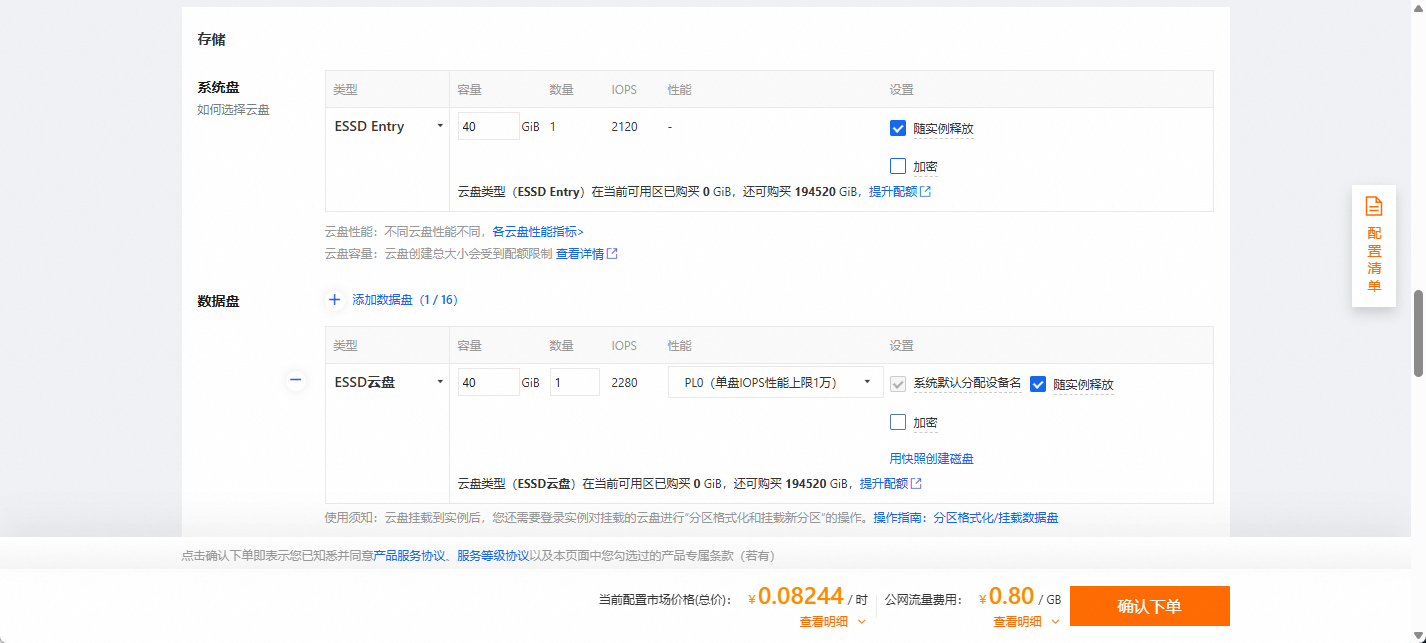 存储
系统盘
如何选择云盘
类型 容量 数量 IOPS 性能 设置
ESSD Entry 40 GiB 1 2120 - 随实例释放
加密
云盘类型（ESSD Entry）在当前可用区已购买 0 GiB，还可购买 194520 GiB，提升配额
云盘性能：不同云盘性能不同，各云盘性能指标>
云盘容量：云盘创建总大小会受到配额限制 查看详情
数据盘
+ 添加数据盘（1 / 16）
类型 容量 数量 IOPS 性能 设置
ESSD云盘 40 GiB 1 2280 PL0（单盘IOPS性能上限1万） 系统默认分配设备名 随实例释放
加密
用快照创建磁盘
云盘类型（ESSD云盘）在当前可用区已购买 0 GiB，还可购买 194520 GiB，提升配额
使用须知：云盘挂载到实例后，您还需要登录实例对挂载的云盘进行“分区格式化和挂载新分区”的操作。操作指南：分区格式化/挂载数据盘
配
置
清
单
点击确认下单即表示您已知悉并同意产品服务协议、服务等级协议以及本页面中您勾选过的产品专属条款（若有）
当前配置市场价格(总价)： ¥0.08244 / 时 公网流量费用： ¥0.80 / GB 确认下单
查看明细 查看明细